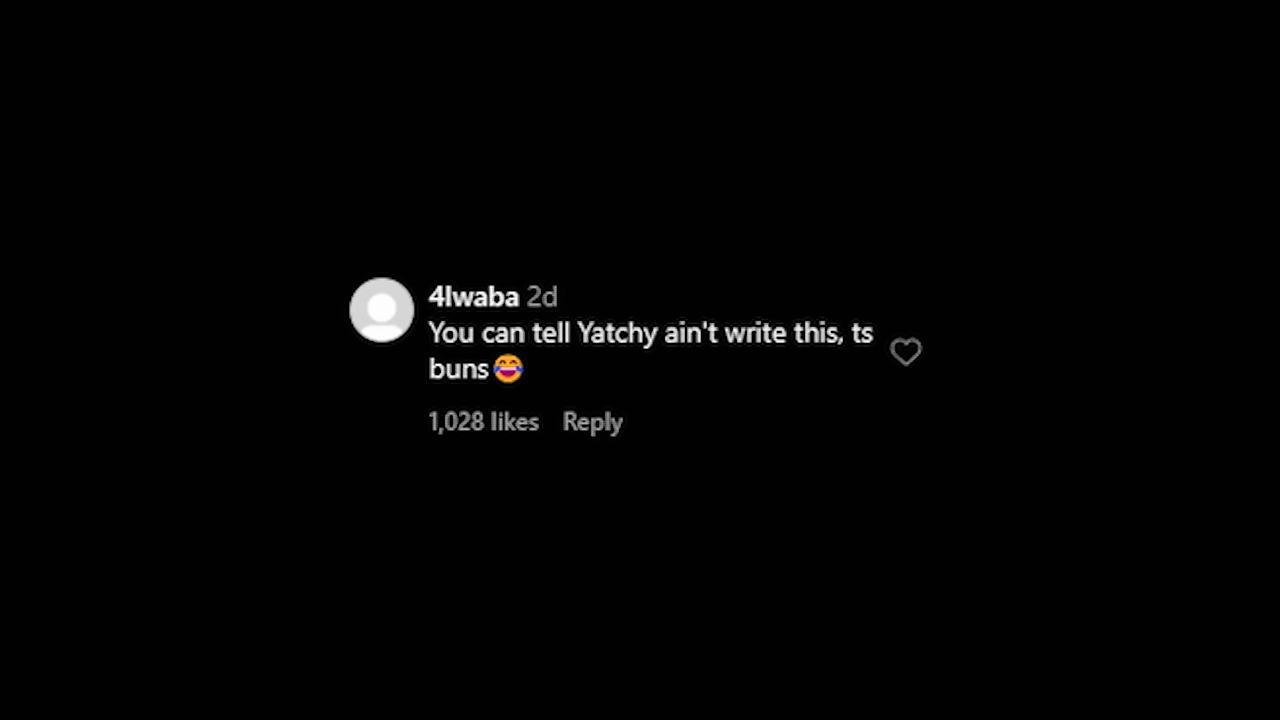 4lwaba 2d
You can tell Yatchy ain't write this, ts
buns😂
1,028 likes Reply